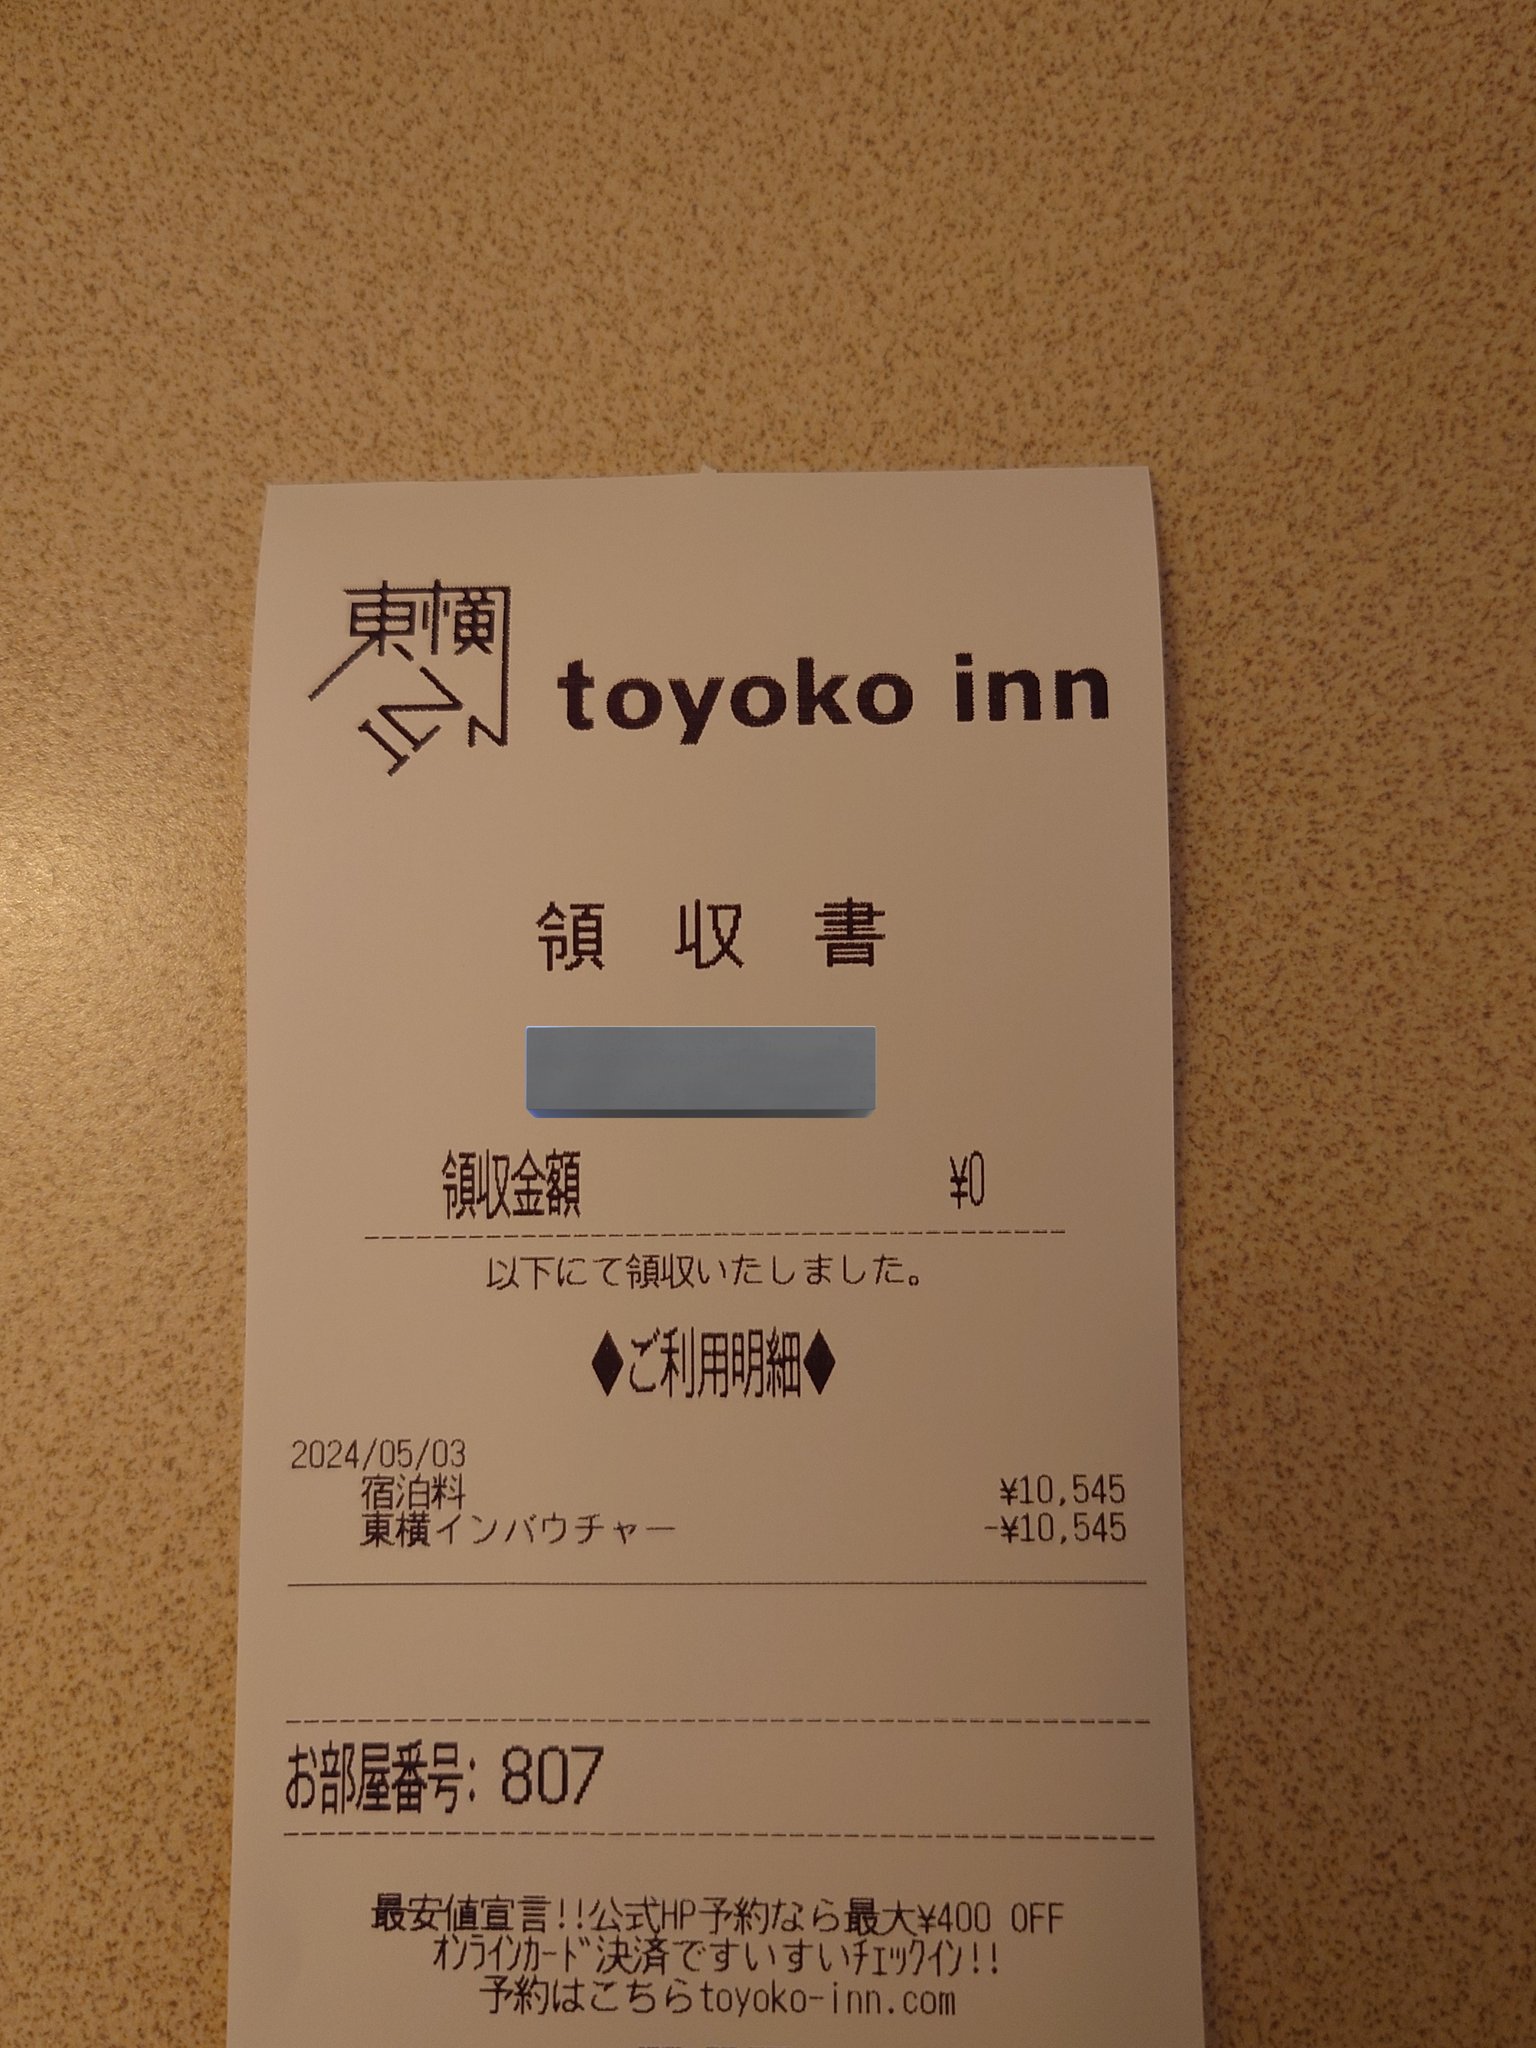 東横
INN
toyoko inn
領 収 書
領収金額 ¥0
以下にて領収いたしました。
♦ご利用明細♦
2024/05/03
宿泊料 ¥10,545
東横インバウチャー -¥10,545
お部屋番号: 807
最安値宣言!!公式HP予約なら最大¥400 OFF
ｵﾝﾗｲﾝｶｰﾄﾞ決済ですいすいﾁｪｯｸｲﾝ!!
予約はこちらtoyoko-inn.com